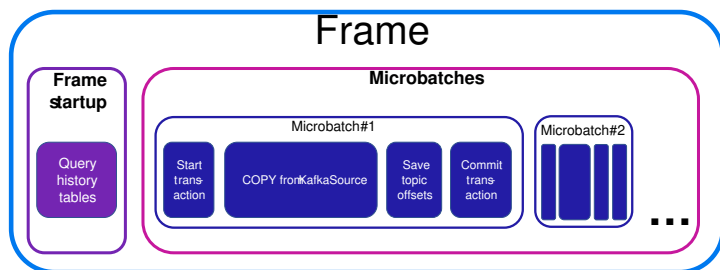 Frame
Frame
startup
Microbatches
Microbatch#1
Microbatch#2
Query
history
tables
Start
trans-
action
COPY from KafkaSource
Save
topic
offsets
Commit
trans-
action
...